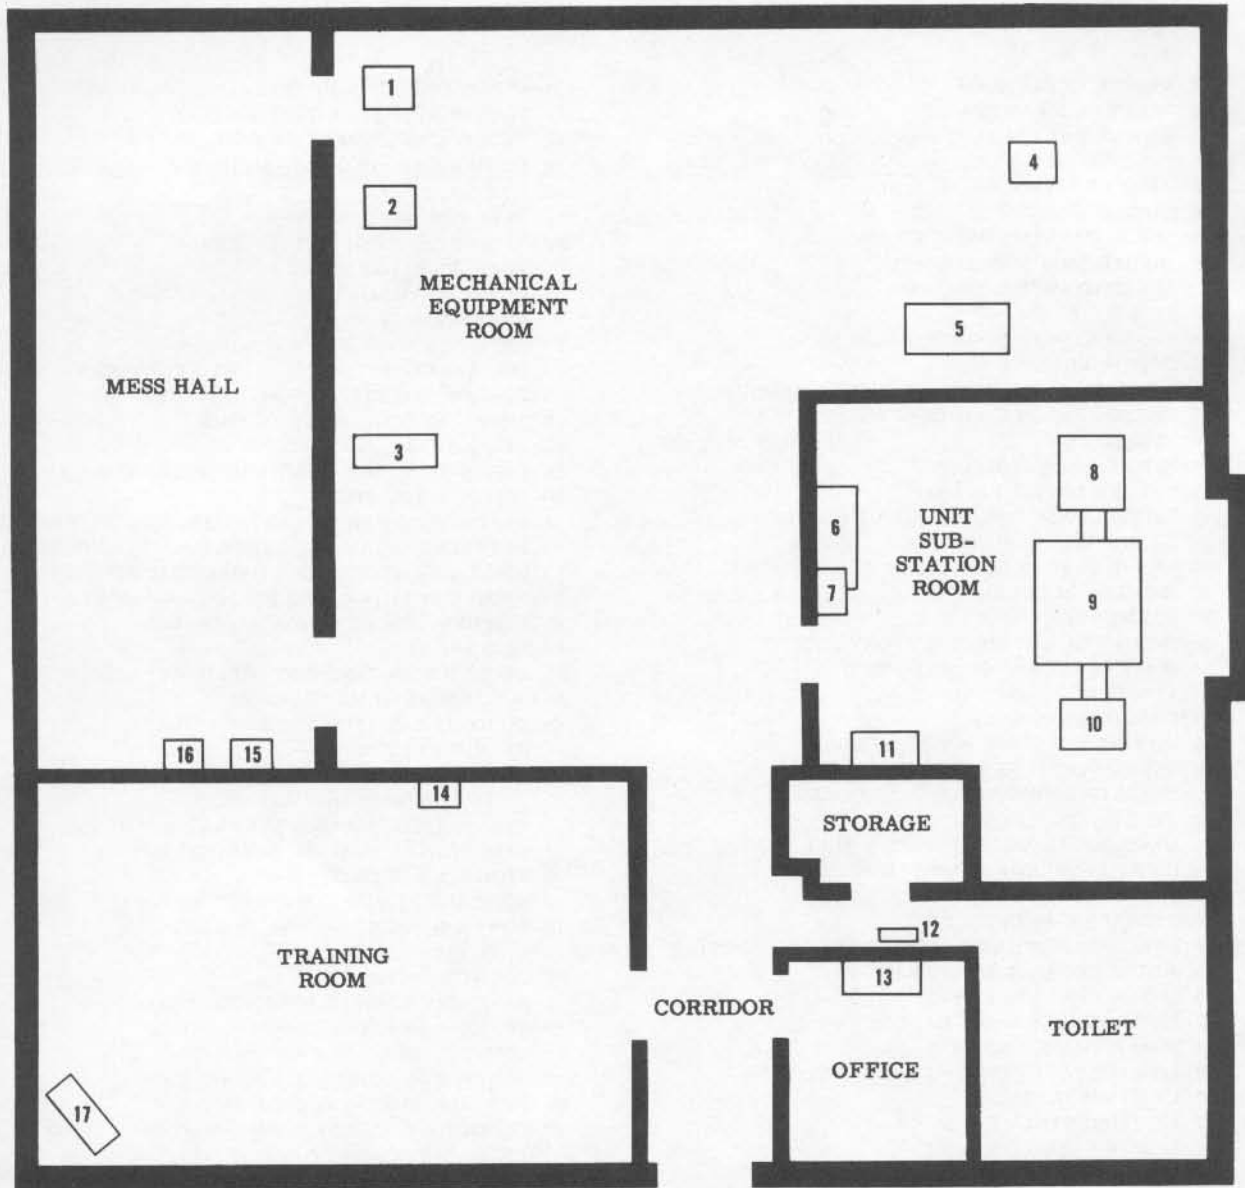 1
4
2
MECHANICAL
EQUIPMENT
ROOM
5
MESS HALL
3
8
6
UNIT
SUB-
STATION
ROOM
7
9
10
11
16
15
14
STORAGE
12
TRAINING
ROOM
13
CORRIDOR
TOILET
OFFICE
17